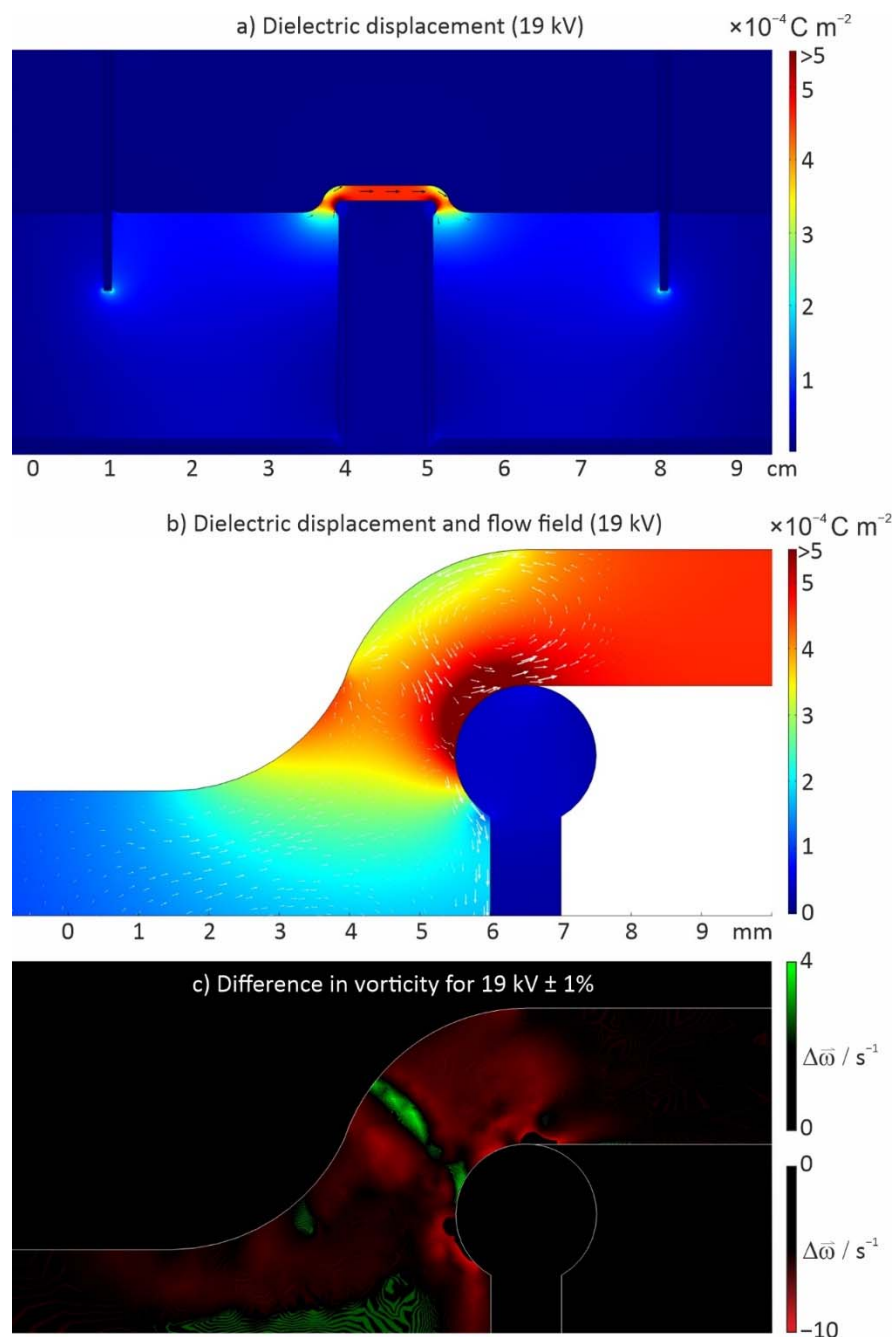 a) Dielectric displacement (19 kV)
×10⁻⁴ C m⁻²
>5
5
4
3
2
1
0 1 2 3 4 5 6 7 8 9 cm
b) Dielectric displacement and flow field (19 kV)
×10⁻⁴ C m⁻²
>5
5
4
3
2
1
0
0 1 2 3 4 5 6 7 8 9 mm
c) Difference in vorticity for 19 kV ± 1%
4
Δω⃗ / s⁻¹
0
0
Δω⃗ / s⁻¹
−10